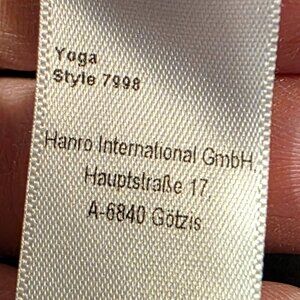 Yoga
Style 7998
Hanro International GmbH,
Hauptstraße 17,
A-6840 Götzis